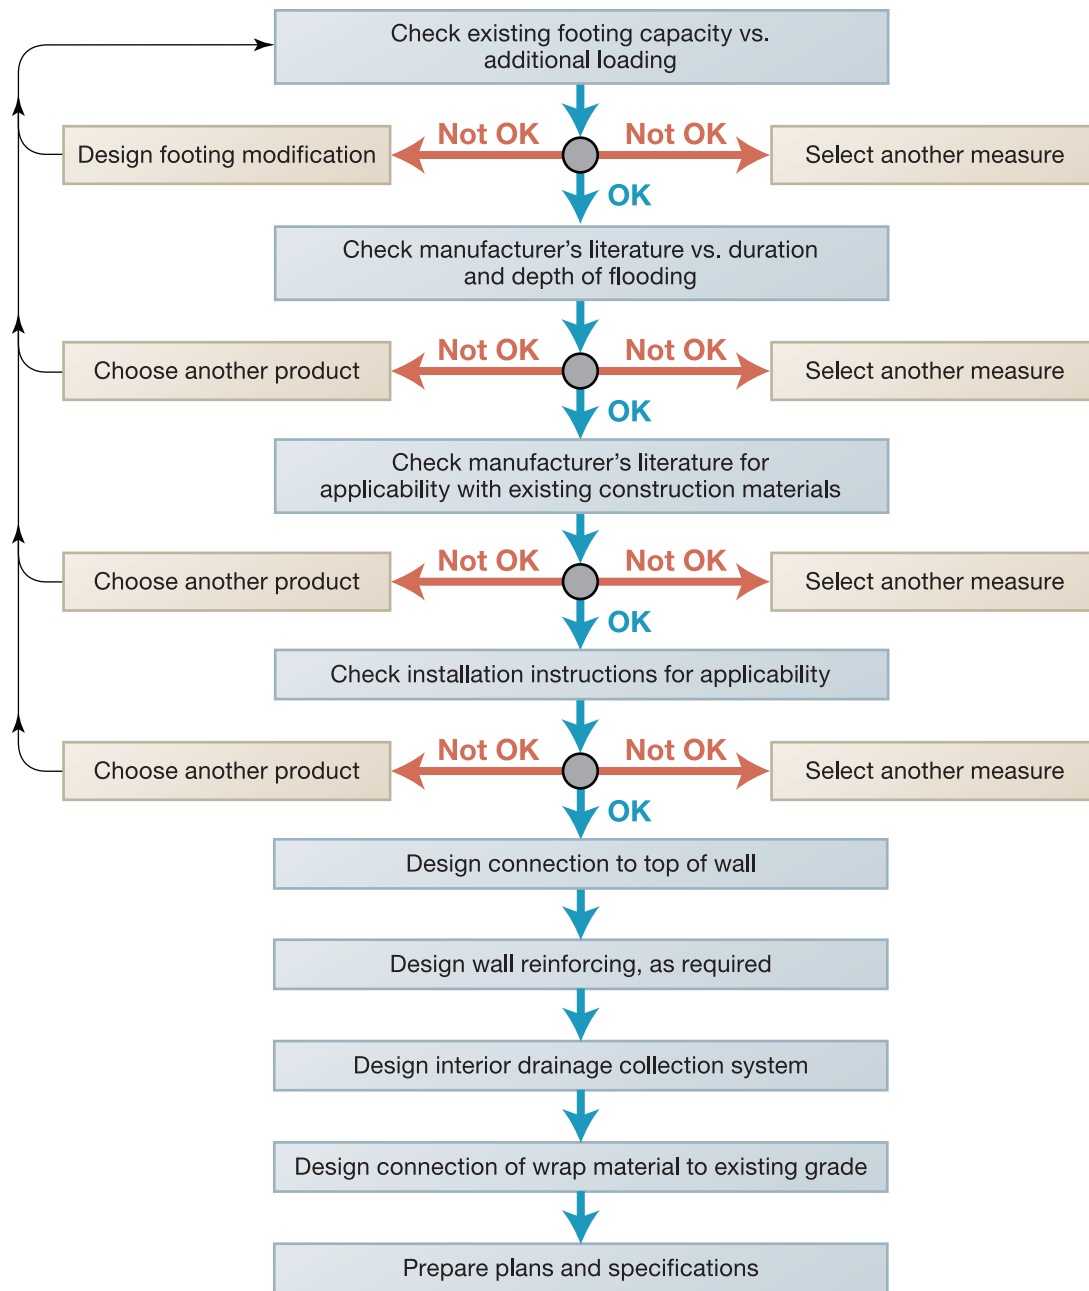 Check existing footing capacity vs.
additional loading
Not OK
Not OK
Design footing modification
Select another measure
OK
Check manufacturer’s literature vs. duration
and depth of flooding
Not OK
Not OK
Choose another product
Select another measure
OK
Check manufacturer’s literature for
applicability with existing construction materials
Not OK
Not OK
Choose another product
Select another measure
OK
Check installation instructions for applicability
Not OK
Not OK
Choose another product
Select another measure
OK
Design connection to top of wall
Design wall reinforcing, as required
Design interior drainage collection system
Design connection of wrap material to existing grade
Prepare plans and specifications